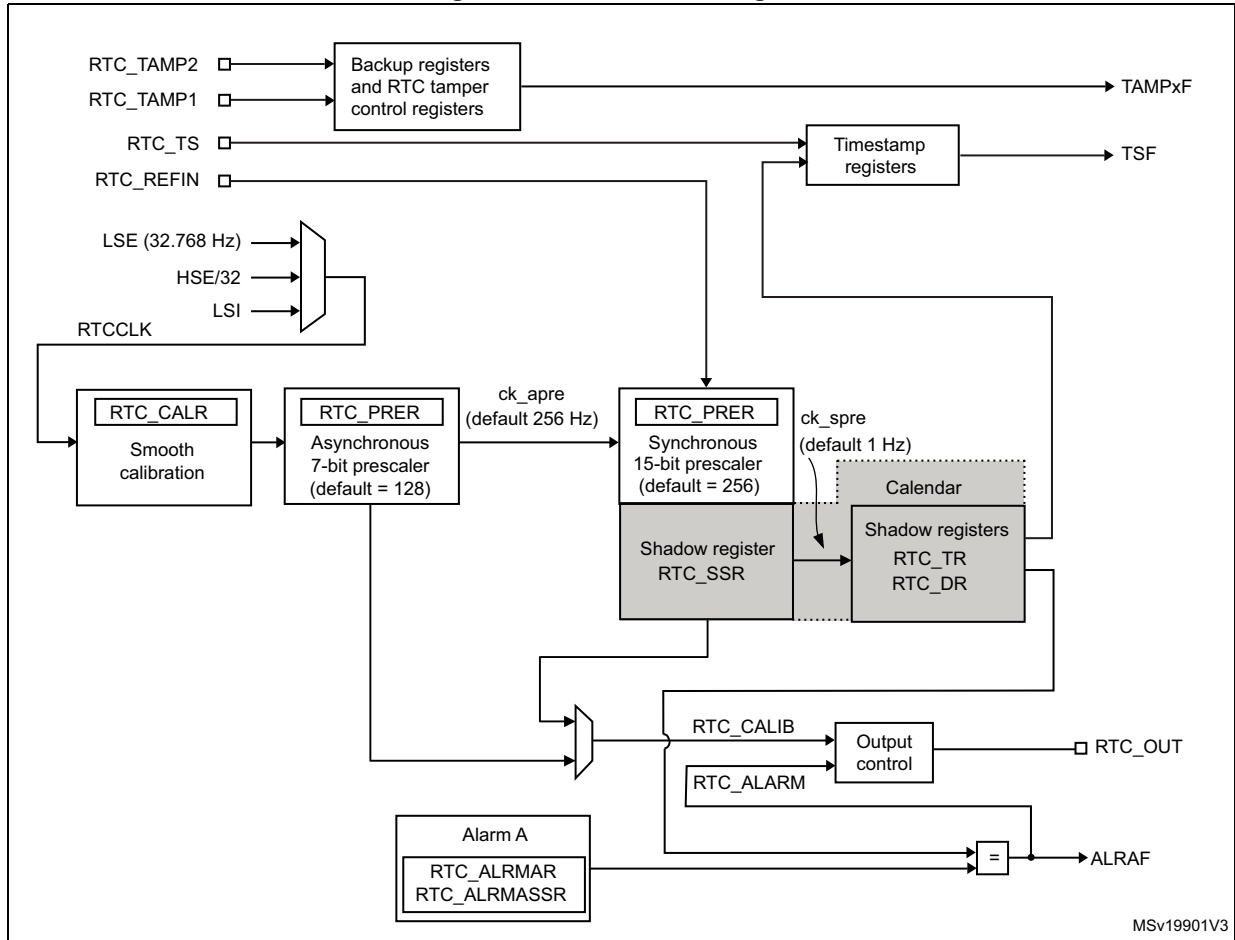 RTC_TAMP2
RTC_TAMP1
Backup registers
and RTC tamper
control registers
TAMPxF
RTC_TS
Timestamp
registers
TSF
RTC_REFIN
LSE (32.768 Hz)
HSE/32
LSI
RTCCLK
RTC_CALR
Smooth
calibration
RTC_PRER
Asynchronous
7-bit prescaler
(default = 128)
ck_apre
(default 256 Hz)
RTC_PRER
Synchronous
15-bit prescaler
(default = 256)
ck_spre
(default 1 Hz)
Calendar
Shadow register
RTC_SSR
Shadow registers
RTC_TR
RTC_DR
RTC_CALIB
Output
control
RTC_OUT
RTC_ALARM
Alarm A
RTC_ALRMAR
RTC_ALRMASSR
=
ALRAF
MSv19901V3